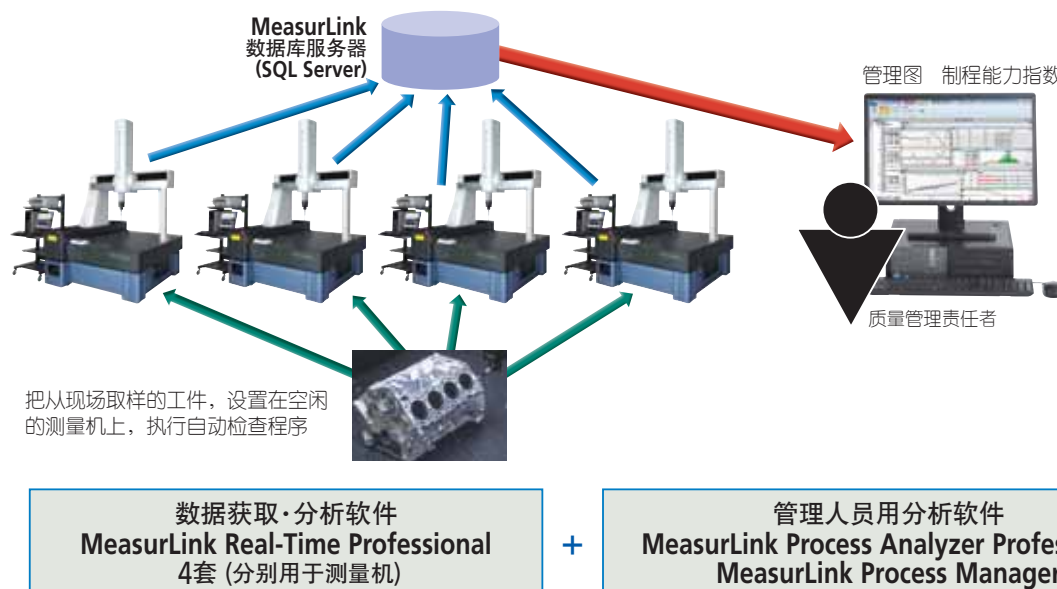 MeasurLink
数据库服务器
(SQL Server)
管理图 制程能力指数
质量管理责任者
把从现场取样的工件，设置在空闲
的测量机上，执行自动检查程序
数据获取·分析软件
MeasurLink Real-Time Professional
4套 (分别用于测量机)
+
管理人员用分析软件
MeasurLink Process Analyzer Profes
MeasurLink Process Manager